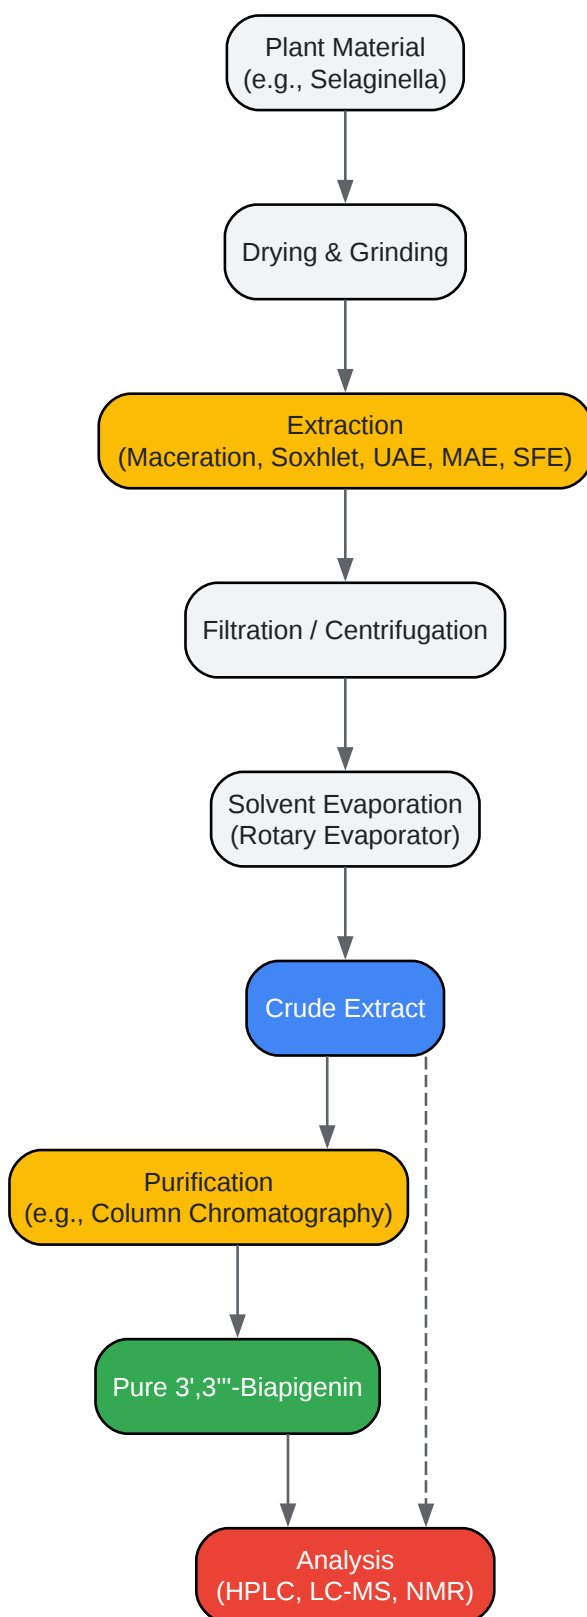 Plant Material
(e.g., Selaginella)
Drying & Grinding
Extraction
(Maceration, Soxhlet, UAE, MAE, SFE)
Filtration / Centrifugation
Solvent Evaporation
(Rotary Evaporator)
Crude Extract
Purification
(e.g., Column Chromatography)
Pure 3',3'''-Biapigenin
Analysis
(HPLC, LC-MS, NMR)